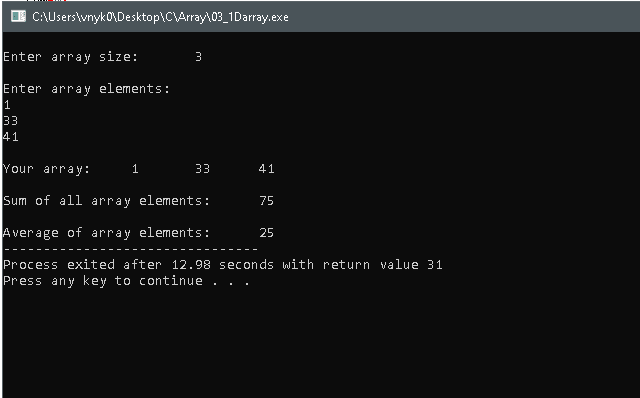 C:\Users\vnyk0\Desktop\C\Array\03_1Darray.exe
Enter array size: 3
Enter array elements:
1
33
41
Your array: 1 33 41
Sum of all array elements: 75
Average of array elements: 25
--------------------------------
Process exited after 12.98 seconds with return value 31
Press any key to continue . . .